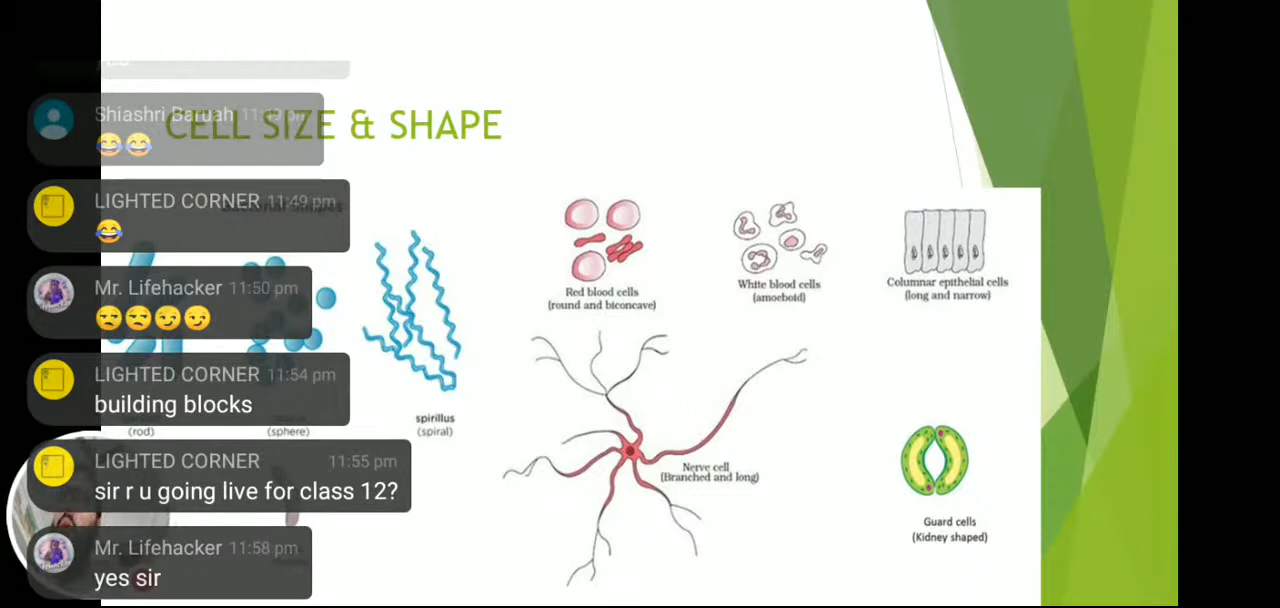 Shiashri Baruah 11:49 pm
😂😂
CELL SIZE & SHAPE
LIGHTED CORNER 11:49 pm
😂
Mr. Lifehacker 11:50 pm
😒😒😏😏
LIGHTED CORNER 11:54 pm
building blocks
LIGHTED CORNER 11:55 pm
sir r u going live for class 12?
Mr. Lifehacker 11:58 pm
yes sir
(rod)
(sphere)
spirillus
(spiral)
Red blood cells
(round and biconcave)
White blood cells
(amoeboid)
Columnar epithelial cells
(long and narrow)
Nerve cell
(Branched and long)
Guard cells
(Kidney shaped)